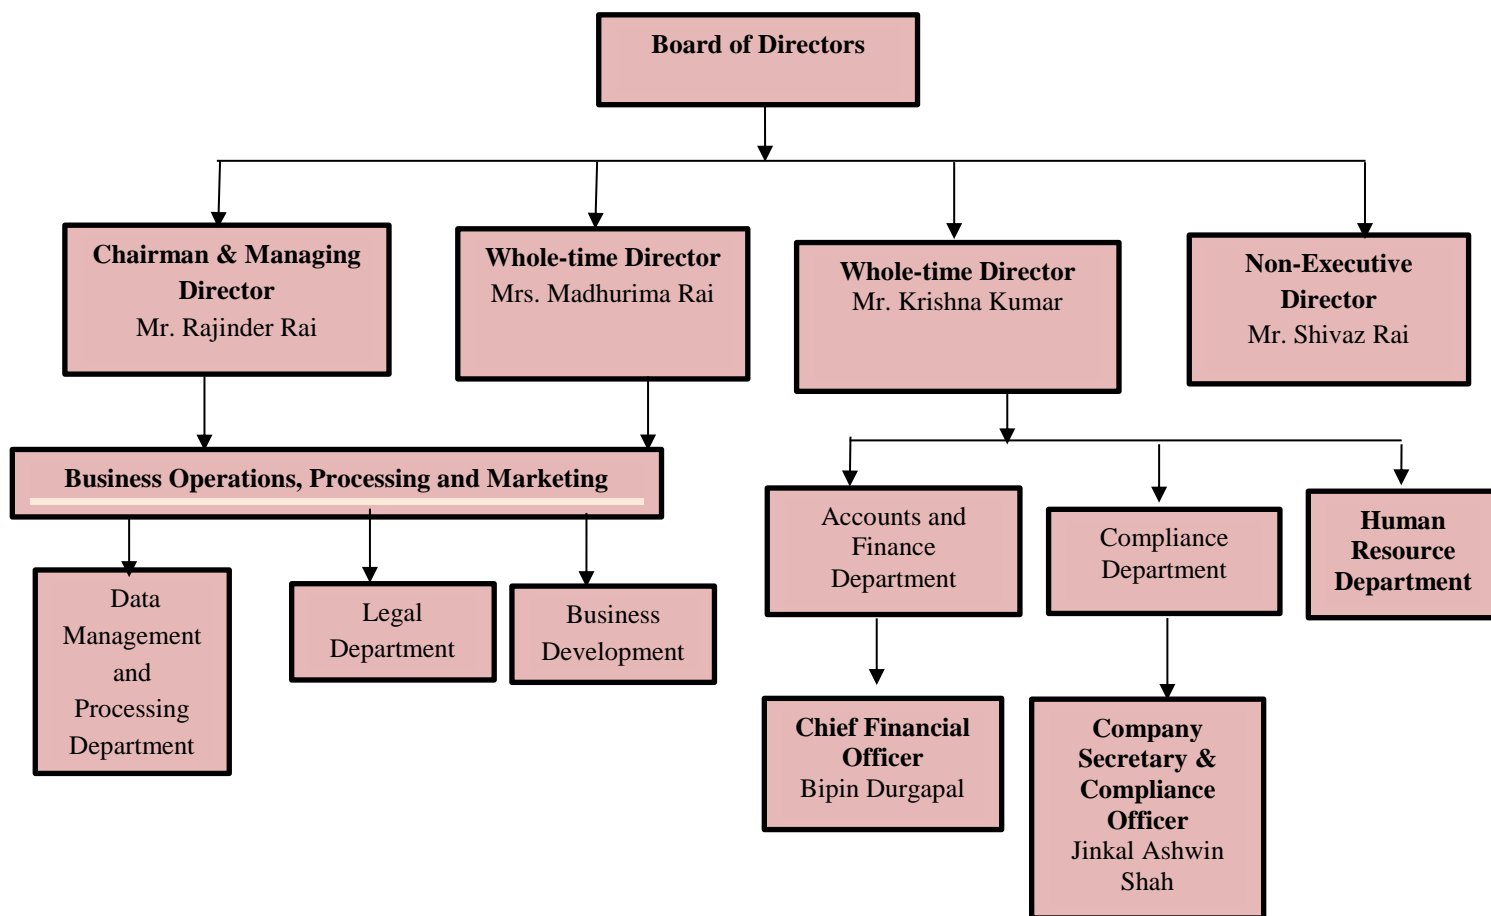 Board of Directors
Chairman & Managing
Director
Mr. Rajinder Rai
Whole-time Director
Mrs. Madhurima Rai
Whole-time Director
Mr. Krishna Kumar
Non-Executive
Director
Mr. Shivaz Rai
Business Operations, Processing and Marketing
Data
Management
and
Processing
Department
Legal
Department
Business
Development
Accounts and
Finance
Department
Compliance
Department
Human
Resource
Department
Chief Financial
Officer
Bipin Durgapal
Company
Secretary &
Compliance
Officer
Jinkal Ashwin
Shah